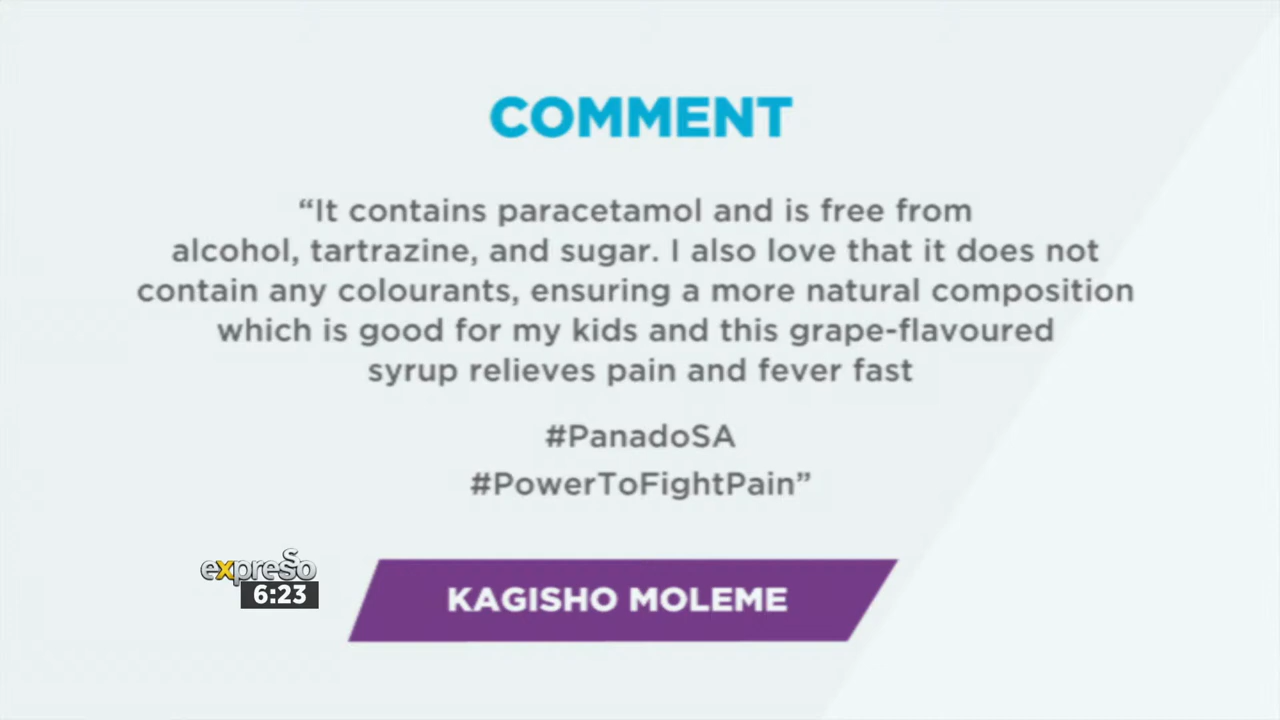 COMMENT
“It contains paracetamol and is free from
alcohol, tartrazine, and sugar. I also love that it does not
contain any colourants, ensuring a more natural composition
which is good for my kids and this grape-flavoured
syrup relieves pain and fever fast
#PanadoSA
#PowerToFightPain”
expresso
6:23
KAGISHO MOLEME